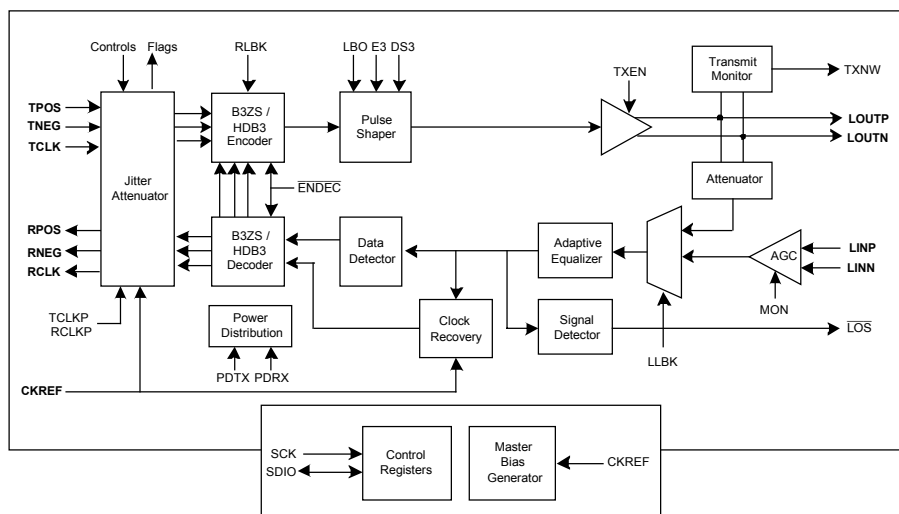 Controls Flags RLBK LBO E3 DS3
TXEN
Transmit
Monitor
TXNW
TPOS
TNEG
TCLK
B3ZS /
HDB3
Encoder
Pulse
Shaper
LOUTP
LOUTN
Jitter
Attenuator
ENDEC
Attenuator
RPOS
RNEG
RCLK
B3ZS /
HDB3
Decoder
Data
Detector
Adaptive
Equalizer
AGC
LINP
LINN
MON
TCLKP
RCLKP
Power
Distribution
Clock
Recovery
Signal
Detector
LOS
LLBK
PDTX PDRX
CKREF
SCK
SDIO
Control
Registers
Master
Bias
Generator
CKREF